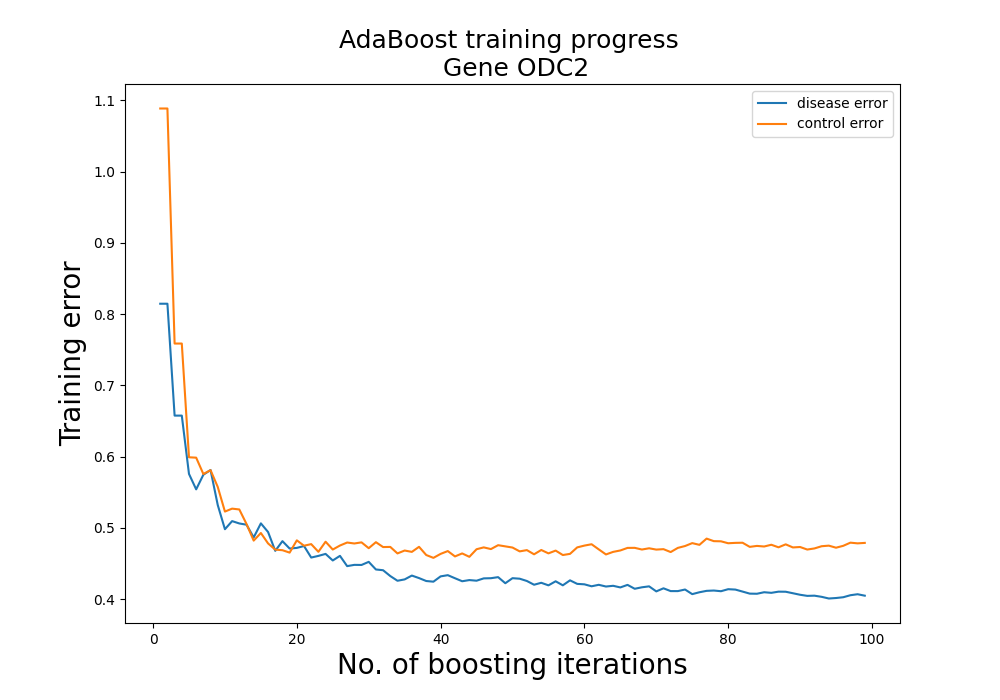 AdaBoost training progress
Gene ODC2
disease error
control error
Training error
1.1
1.0
0.9
0.8
0.7
0.6
0.5
0.4
0 20 40 60 80 100
No. of boosting iterations